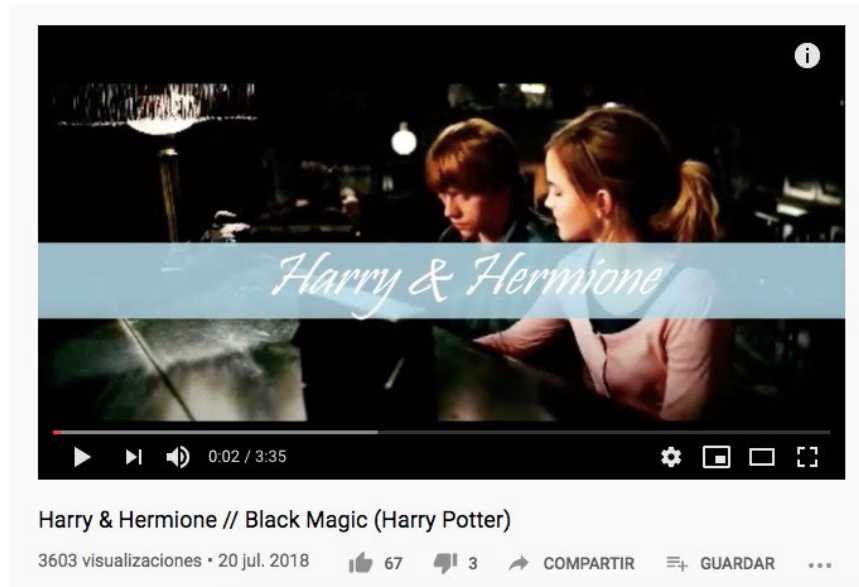 Harry & Hermione
0:02 / 3:35
Harry & Hermione // Black Magic (Harry Potter)
3603 visualizaciones • 20 jul. 2018 67 3 COMPARTIR GUARDAR